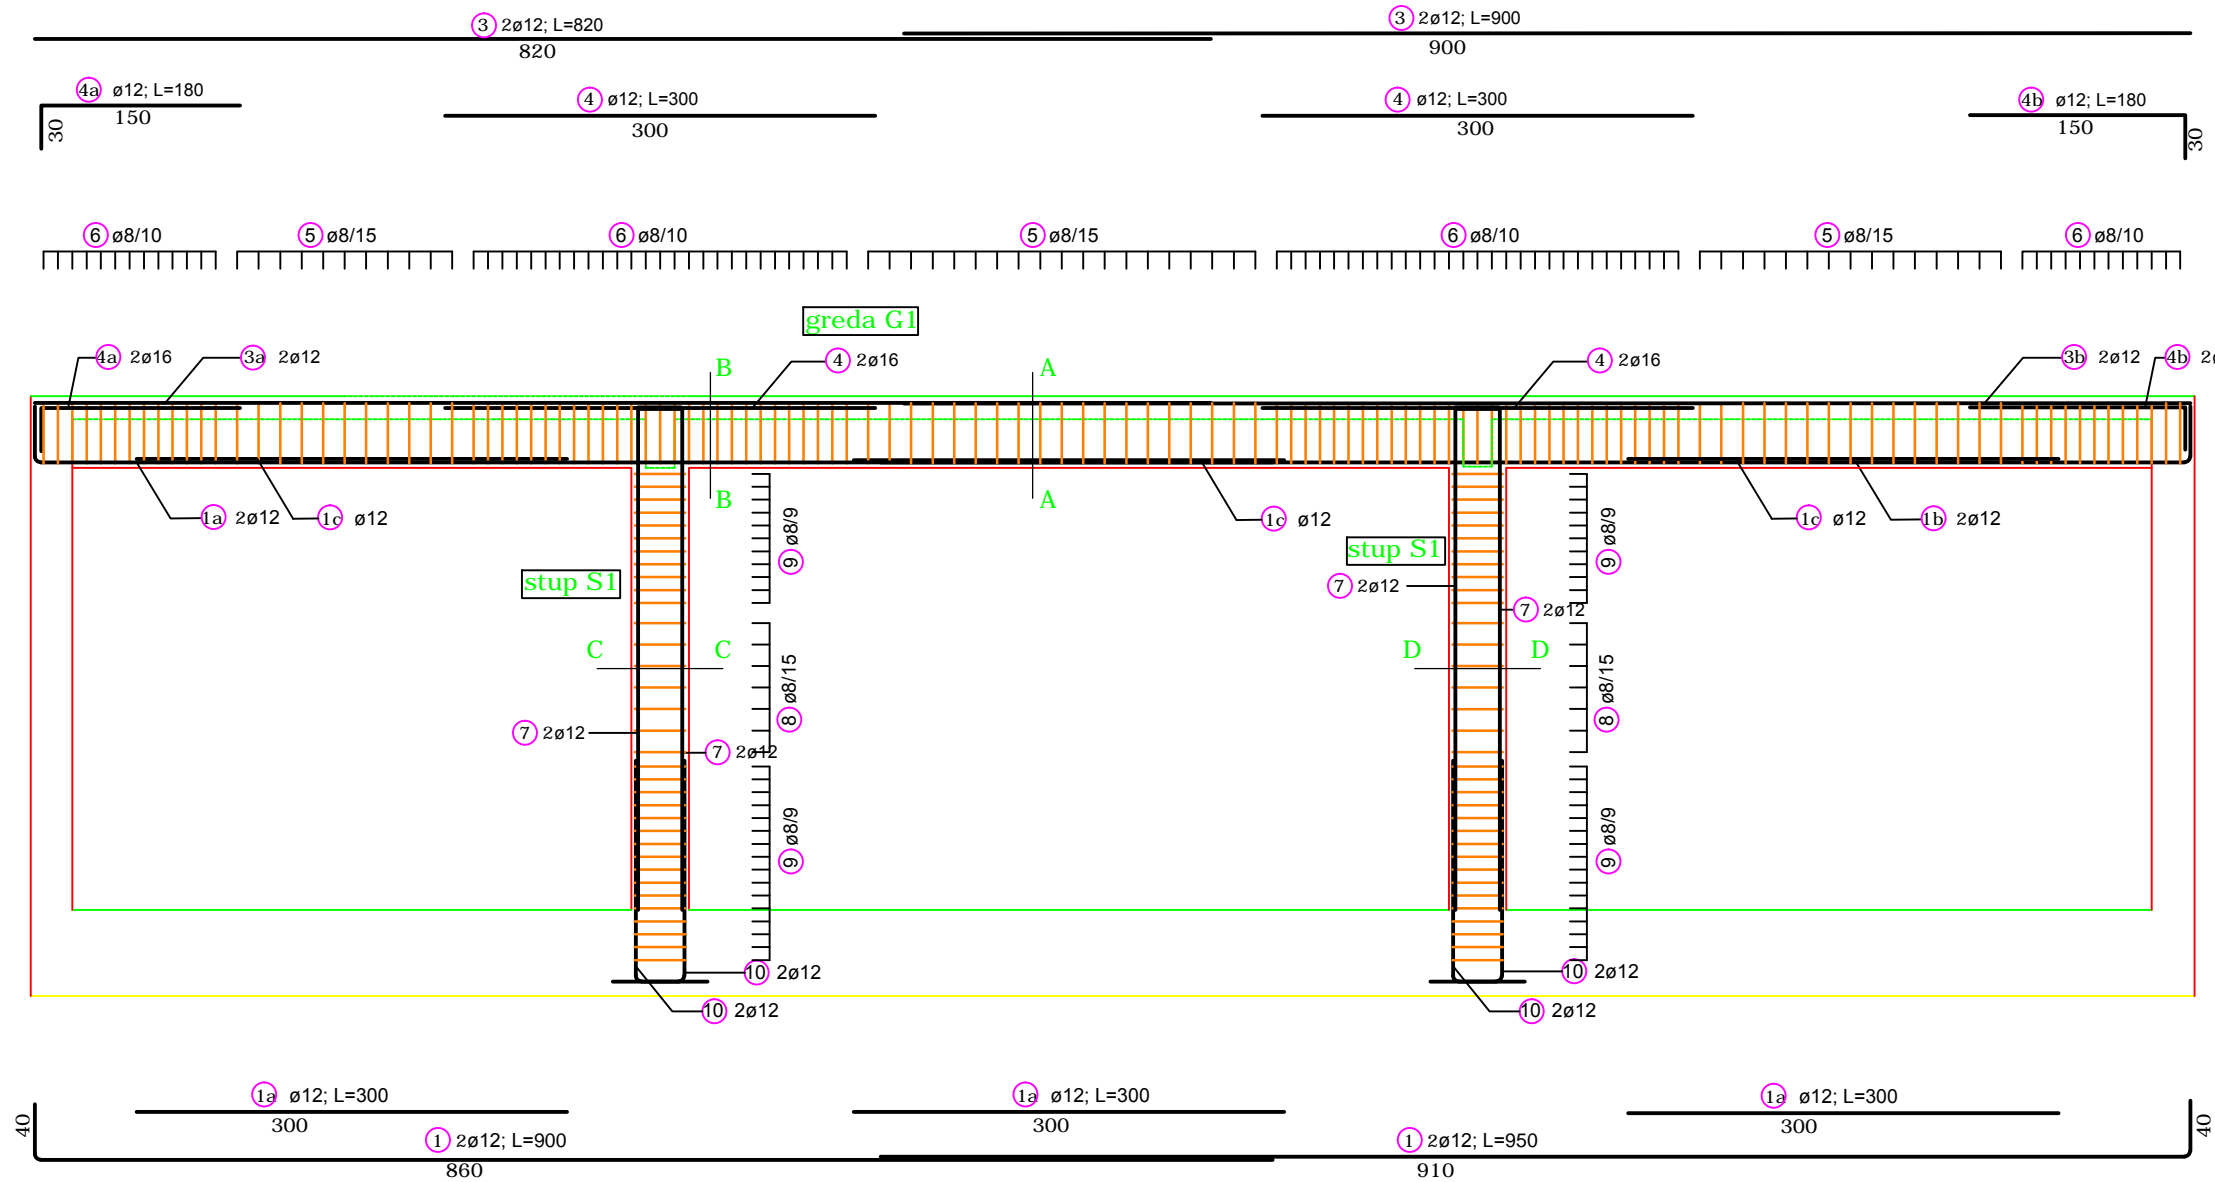 3 2ø12; L=820
820
3 2ø12; L=900
900
4a ø12; L=180
150
30
4 ø12; L=300
300
4 ø12; L=300
300
4b ø12; L=180
150
30
6 ø8/10
5 ø8/15
6 ø8/10
5 ø8/15
6 ø8/10
5 ø8/15
6 ø8/10
greda G1
4a 2ø16
3a 2ø12
B
4 2ø16
A
4 2ø16
3b 2ø12
4b 2ø
B
A
1a 2ø12
1c ø12
1c ø12
1c ø12
1b 2ø12
9 ø8/9
9 ø8/9
stup S1
stup S1
7 2ø12
7 2ø12
C
C
D
D
8 ø8/15
8 ø8/15
7 2ø12
7 2ø12
9 ø8/9
9 ø8/9
10 2ø12
10 2ø12
10 2ø12
10 2ø12
40
1a ø12; L=300
300
1a ø12; L=300
300
1a ø12; L=300
300
40
1 2ø12; L=900
860
1 2ø12; L=950
910